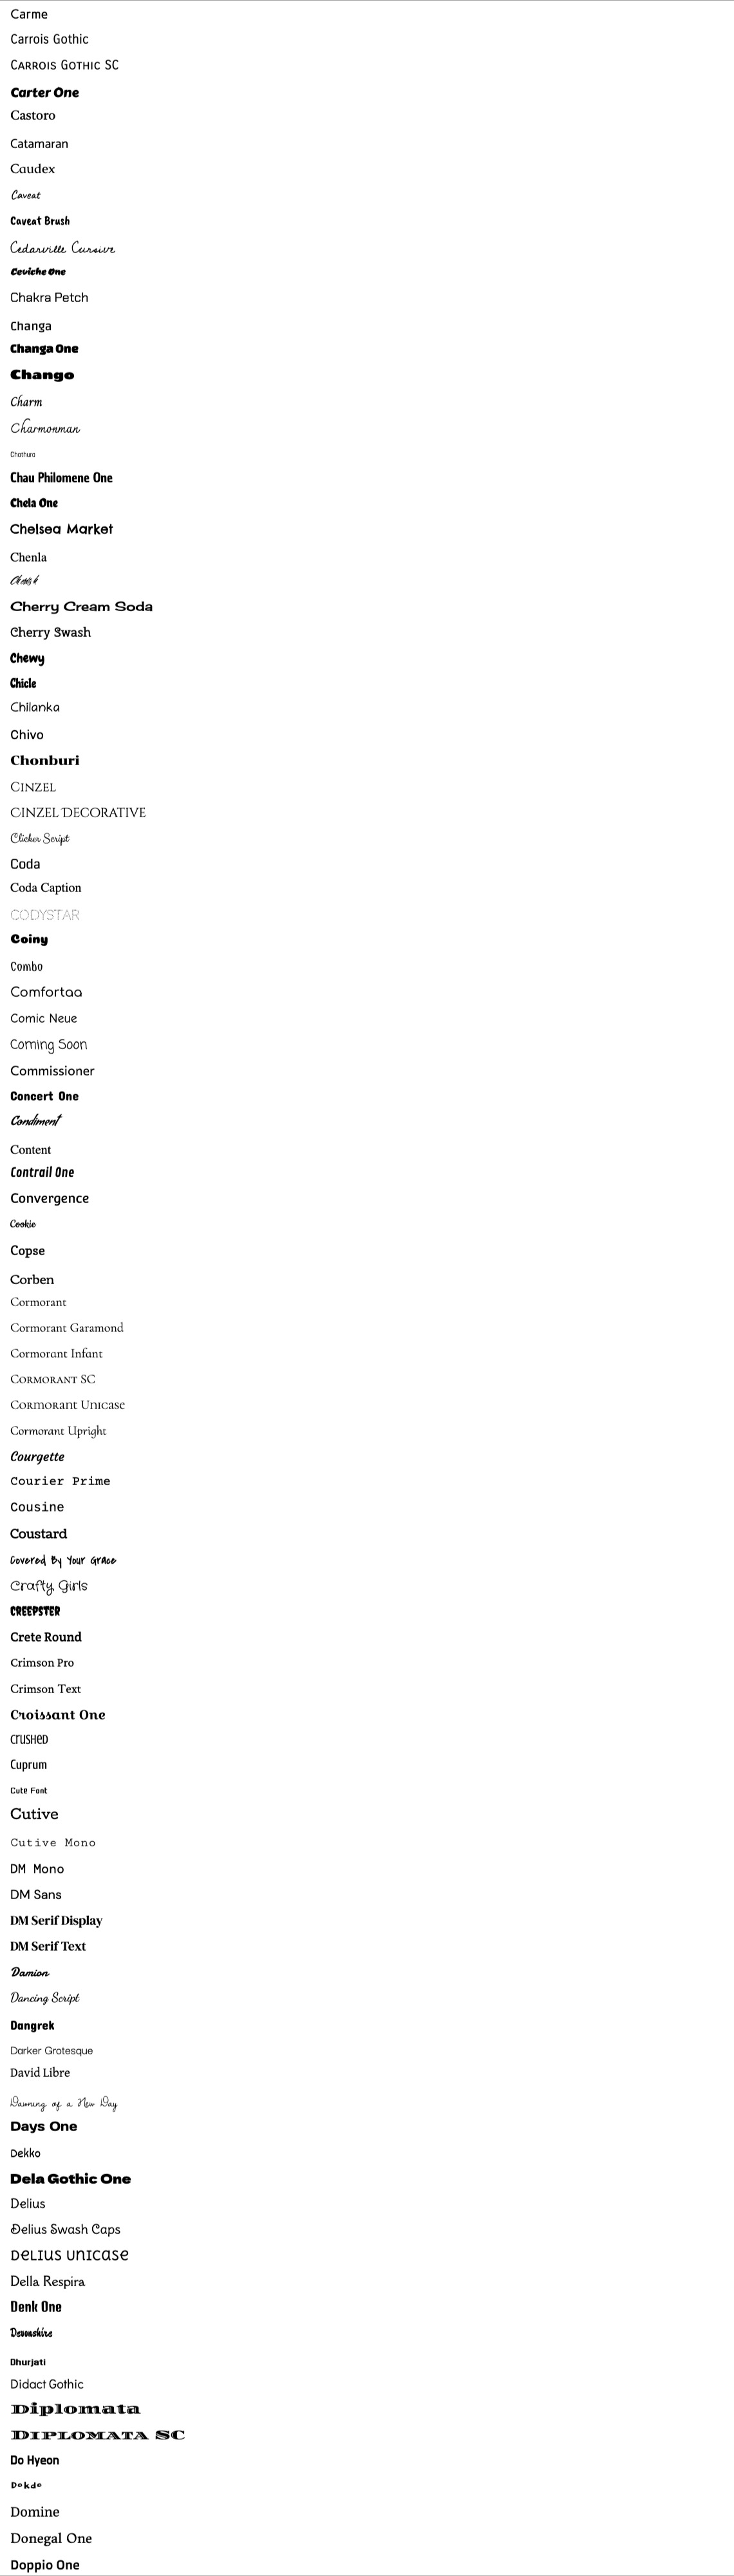 Carme
Carrois Gothic
Carrois Gothic SC
Carter One
Castoro
Catamaran
Caudex
Caveat
Caveat Brush
Cedarville Cursive
Ceviche One
Chakra Petch
Changa
Changa One
Chango
Charm
Charmonman
Chathura
Chau Philomene One
Chela One
Chelsea Market
Chenla
Cherish
Cherry Cream Soda
Cherry Swash
Chewy
Chicle
Chilanka
Chivo
Chonburi
Cinzel
Cinzel Decorative
Clicker Script
Coda
Coda Caption
CODYSTAR
Coiny
Combo
Comfortaa
Comic Neue
Coming Soon
Commissioner
Concert One
Condiment
Content
Contrail One
Convergence
Cookie
Copse
Corben
Cormorant
Cormorant Garamond
Cormorant Infant
Cormorant SC
Cormorant Unicase
Cormorant Upright
Courgette
Courier Prime
Cousine
Coustard
Covered By Your Grace
Crafty Girls
CREEPSTER
Crete Round
Crimson Pro
Crimson Text
Croissant One
Crushed
Cuprum
Cute Font
Cutive
Cutive Mono
DM Mono
DM Sans
DM Serif Display
DM Serif Text
Damion
Dancing Script
Dangrek
Darker Grotesque
David Libre
Dawning of a New Day
Days One
Dekko
Dela Gothic One
Delius
Delius Swash Caps
Delius Unicase
Della Respira
Denk One
Devonshire
Dhurjati
Didact Gothic
Diplomata
Diplomata SC
Do Hyeon
Dokdo
Domine
Donegal One
Doppio One